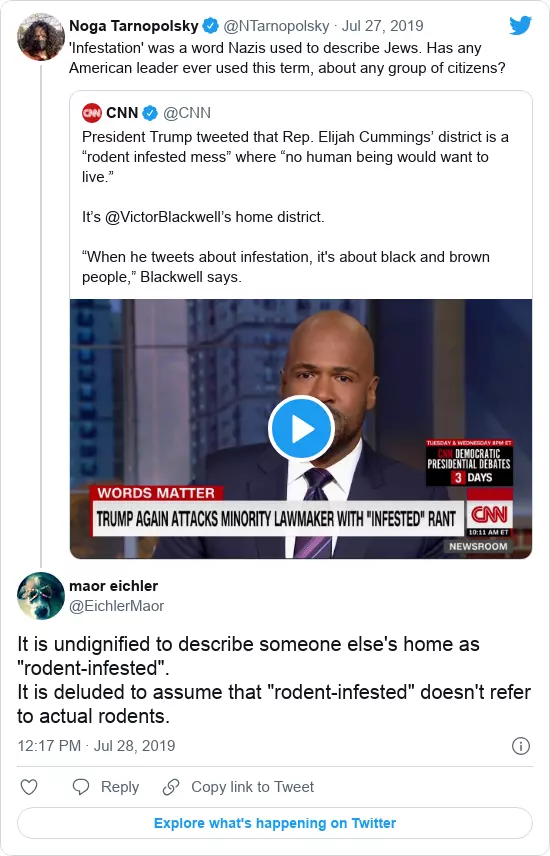 Noga Tarnopolsky @NTarnopolsky · Jul 27, 2019
'Infestation' was a word Nazis used to describe Jews. Has any
American leader ever used this term, about any group of citizens?
CNN CNN @CNN
President Trump tweeted that Rep. Elijah Cummings' district is a
“rodent infested mess” where “no human being would want to
live.”
It's @VictorBlackwell's home district.
“When he tweets about infestation, it's about black and brown
people,” Blackwell says.
TUESDAY & WEDNESDAY 8PM ET
CNN DEMOCRATIC
PRESIDENTIAL DEBATES
3 DAYS
WORDS MATTER
TRUMP AGAIN ATTACKS MINORITY LAWMAKER WITH "INFESTED" RANT
CNN
10:11 AM ET
NEWSROOM
maor eichler
@EichlerMaor
It is undignified to describe someone else's home as
"rodent-infested".
It is deluded to assume that "rodent-infested" doesn't refer
to actual rodents.
12:17 PM · Jul 28, 2019
Reply Copy link to Tweet
Explore what's happening on Twitter